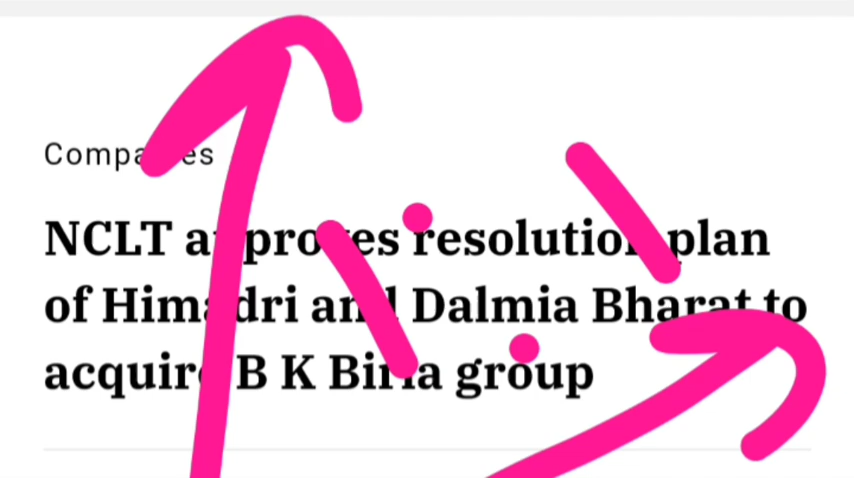 Companies
NCLT approves resolution plan
of Himadri and Dalmia Bharat to
acquire B K Birla group